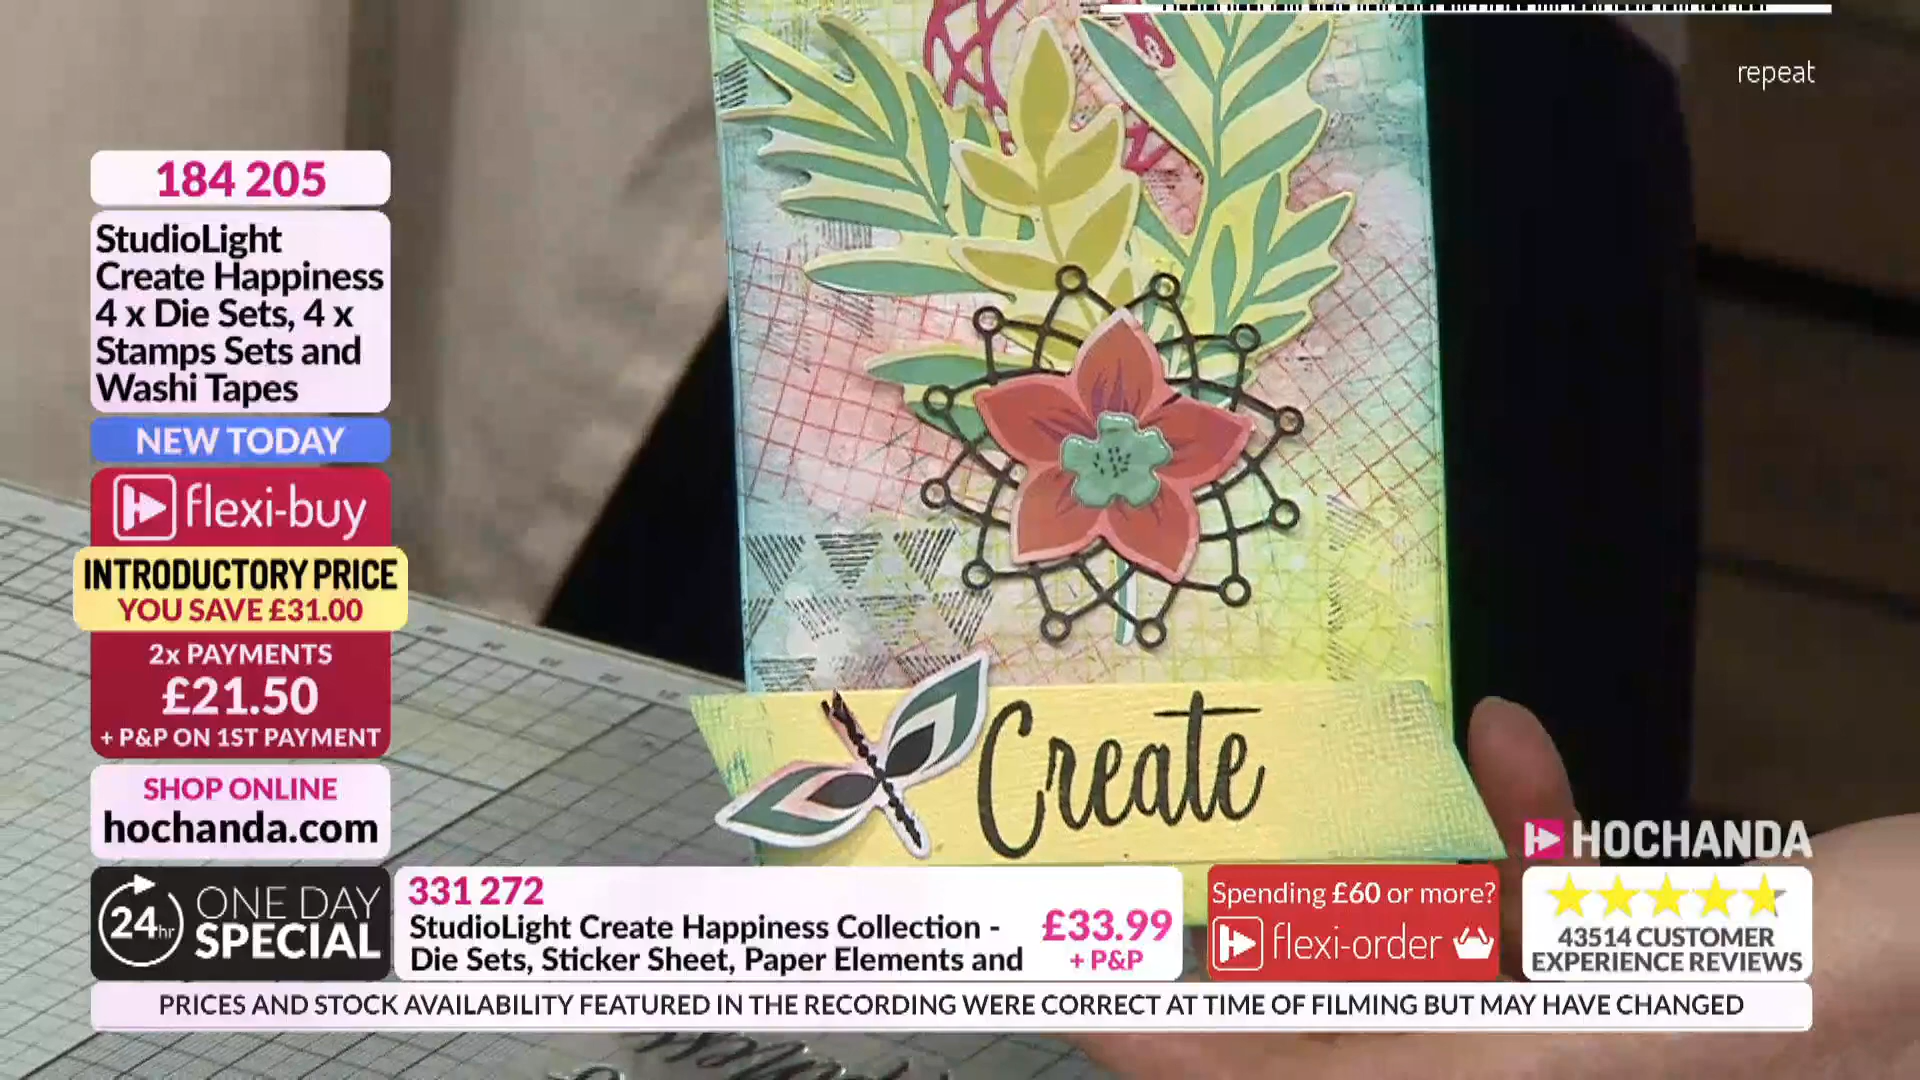 repeat
184 205
StudioLight
Create Happiness
4 x Die Sets, 4 x
Stamps Sets and
Washi Tapes
NEW TODAY
flexi-buy
INTRODUCTORY PRICE
YOU SAVE £31.00
2x PAYMENTS
£21.50
+ P&P ON 1ST PAYMENT
SHOP ONLINE
hochanda.com
Create
HOCHANDA
24hr
ONE DAY
SPECIAL
331 272
StudioLight Create Happiness Collection -
Die Sets, Sticker Sheet, Paper Elements and
£33.99
+ P&P
Spending £60 or more?
flexi-order
43514 CUSTOMER
EXPERIENCE REVIEWS
PRICES AND STOCK AVAILABILITY FEATURED IN THE RECORDING WERE CORRECT AT TIME OF FILMING BUT MAY HAVE CHANGED